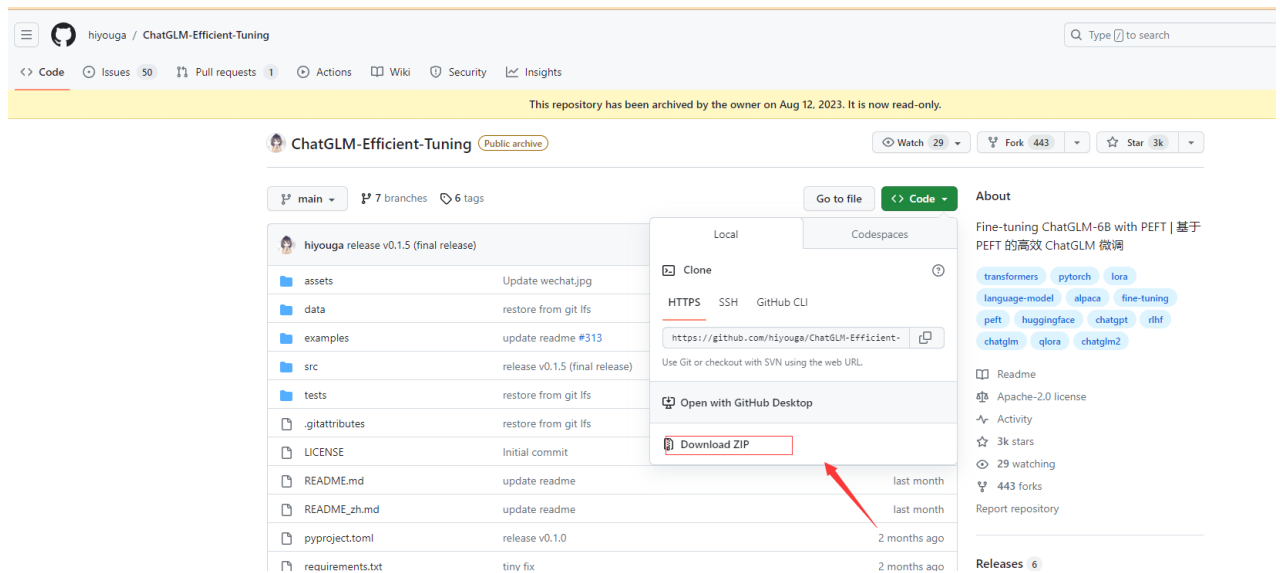 hiyouga / ChatGLM-Efficient-Tuning
Type / to search
Code Issues 50 Pull requests 1 Actions Wiki Security Insights
This repository has been archived by the owner on Aug 12, 2023. It is now read-only.
ChatGLM-Efficient-Tuning Public archive
Watch 29 Fork 443 Star 3k
main 7 branches 6 tags Go to file Code
hiyouga release v0.1.5 (final release)
assets Update wechat.jpg
data restore from git lfs
examples update readme #313
src release v0.1.5 (final release)
tests restore from git lfs
.gitattributes restore from git lfs
LICENSE Initial commit
README.md update readme last month
README_zh.md update readme last month
pyproject.toml release v0.1.0 2 months ago
requirements.txt tiny fix 2 months ago
Local Codespaces
Clone
HTTPS SSH GitHub CLI
https://github.com/hiyouga/ChatGLM-Efficient-
Use Git or checkout with SVN using the web URL.
Open with GitHub Desktop
Download ZIP
About
Fine-tuning ChatGLM-6B with PEFT | 基于
PEFT 的高效 ChatGLM 微调
transformers pytorch lora
language-model alpaca fine-tuning
peft huggingface chatgpt rlhf
chatglm qlora chatglm2
Readme
Apache-2.0 license
Activity
3k stars
29 watching
443 forks
Report repository
Releases 6